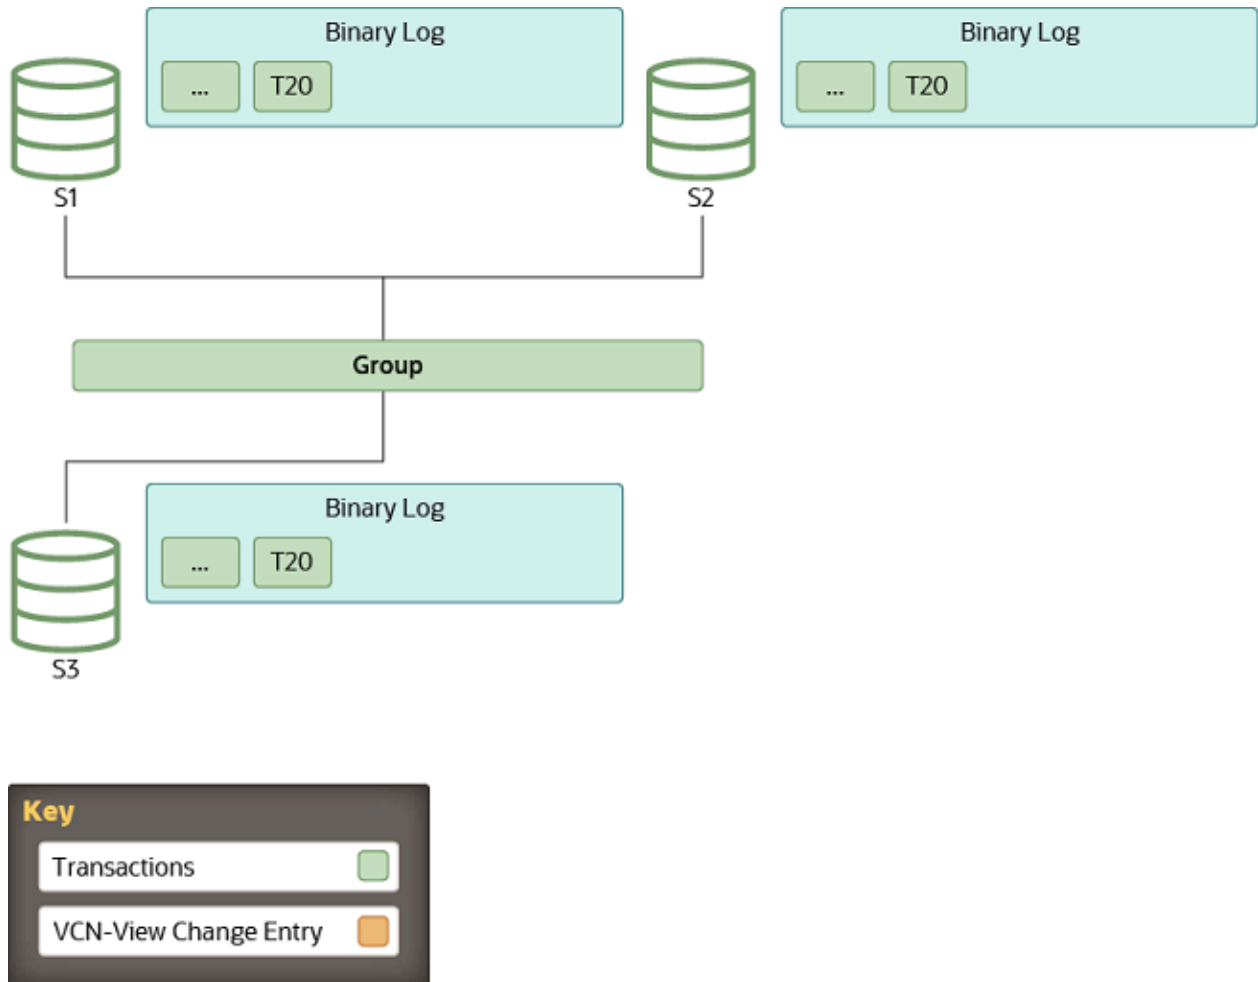 Binary Log
... T20
S1
Binary Log
... T20
S2
Group
Binary Log
... T20
S3
Key
Transactions
VCN-View Change Entry